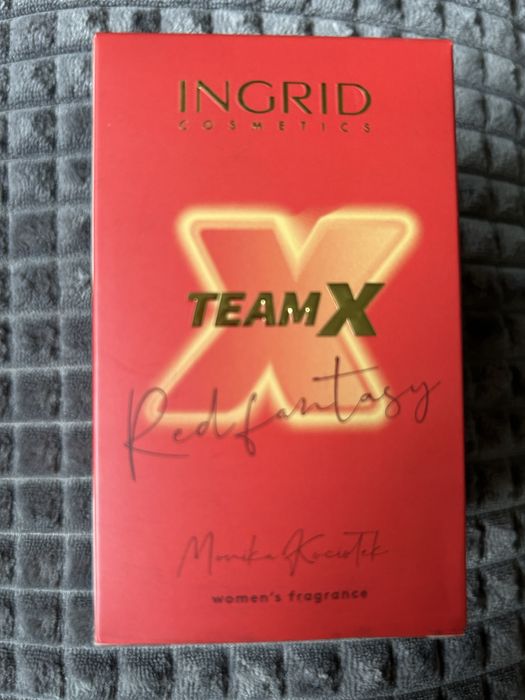 INGRID
COSMETICS
TEAM X
Red fantasy
Monika Kociołek
women's fragrance